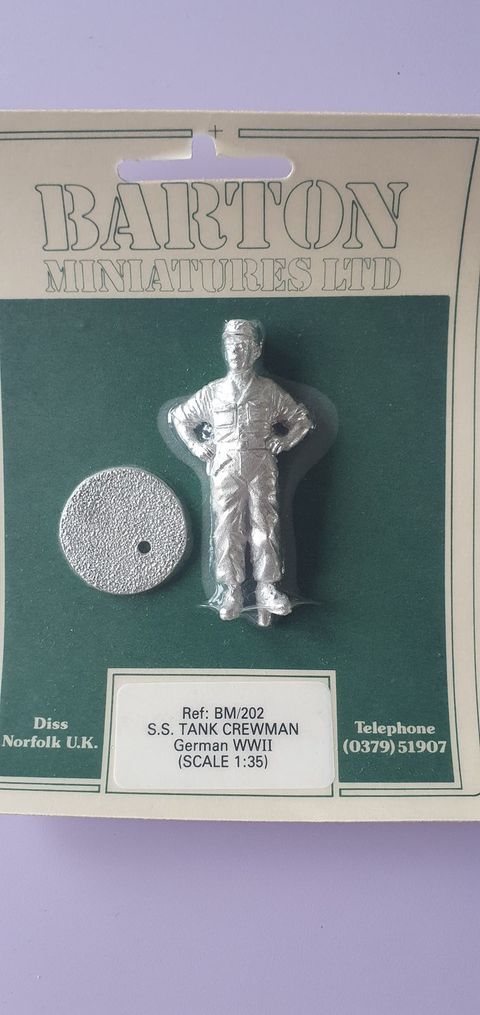 BARTON
MINIATURES LTD
Diss
Norfolk U.K.
Ref: BM/202
S.S. TANK CREWMAN
German WWII
(SCALE 1:35)
Telephone
(0379) 51907